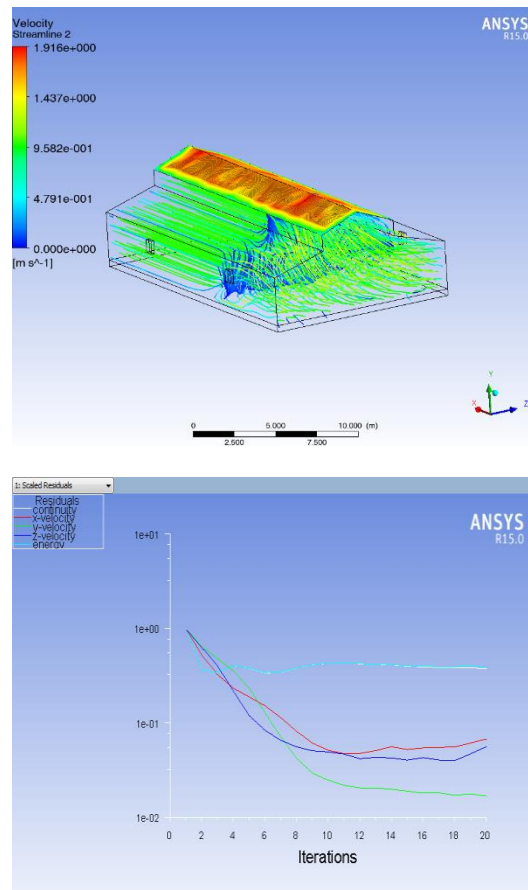 Velocity
Streamline 2
1.916e+000
1.437e+000
9.582e-001
4.791e-001
0.000e+000
[m s^-1]
ANSYS
R15.0
Y
X
Z
0
5.000
10.000 (m)
2.500
7.500
1: Scaled Residuals
Residuals
continuity
x-velocity
y-velocity
z-velocity
energy
ANSYS
R15.0
1e+01
1e+00
1e-01
1e-02
0 2 4 6 8 10 12 14 16 18 20
Iterations